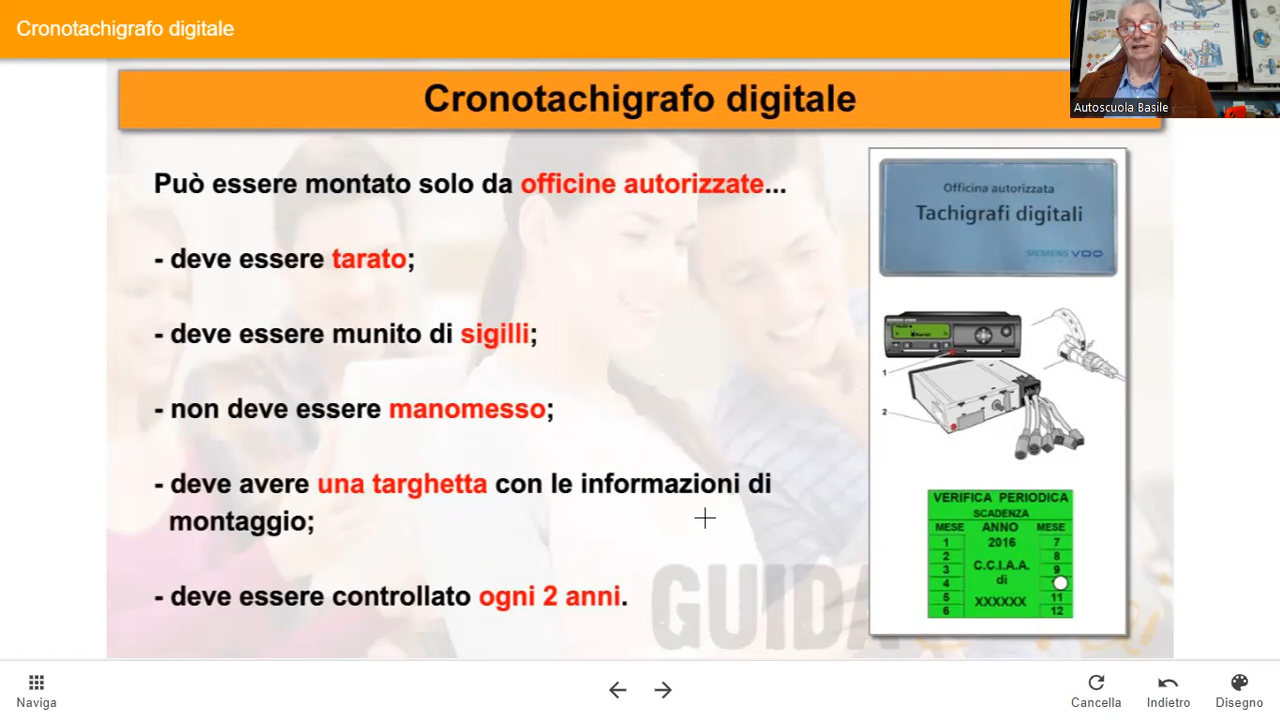 Cronotachigrafo digitale
Autoscuola Basile
Cronotachigrafo digitale
Può essere montato solo da officine autorizzate...
- deve essere tarato;
- deve essere munito di sigilli;
- non deve essere manomesso;
- deve avere una targhetta con le informazioni di
montaggio;
- deve essere controllato ogni 2 anni.
Officina autorizzata
Tachigrafi digitali
SIEMENS VDO
1
2
VERIFICA PERIODICA
SCADENZA
MESE ANNO MESE
1 2016 7
2 8
3 C.C.I.A.A. 9
4 di
5 XXXXXX 11
6 12
GUIDA
Naviga
Cancella
Indietro
Disegno